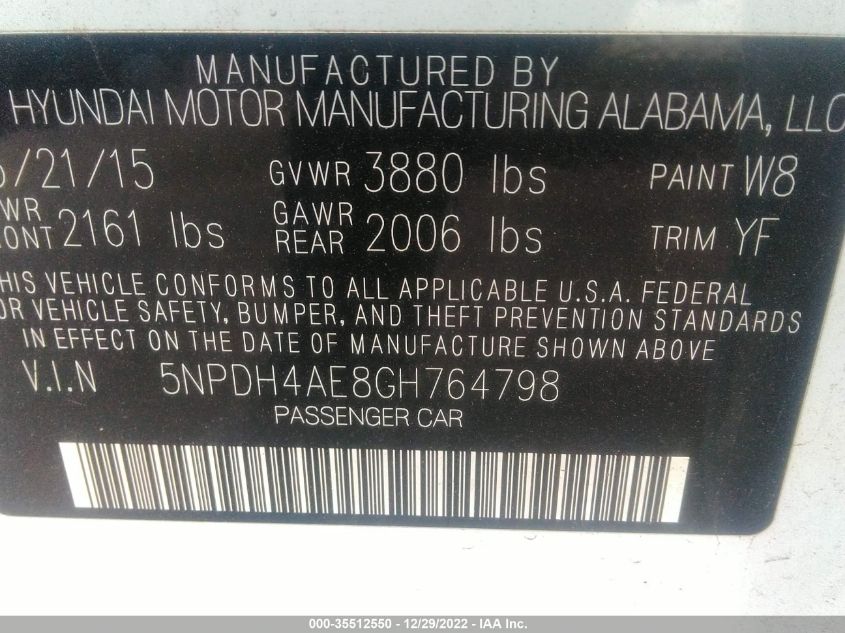 MANUFACTURED BY
HYUNDAI MOTOR MANUFACTURING ALABAMA, LLC
/21/15 GVWR 3880 lbs PAINT W8
WR ONT 2161 lbs GAWR REAR 2006 lbs TRIM YF
HIS VEHICLE CONFORMS TO ALL APPLICABLE U.S.A. FEDERAL
OR VEHICLE SAFETY, BUMPER, AND THEFT PREVENTION STANDARDS
IN EFFECT ON THE DATE OF MANUFACTURE SHOWN ABOVE
V.I.N 5NPDH4AE8GH764798
PASSENGER CAR
000-35512550 - 12/29/2022 - IAA Inc.